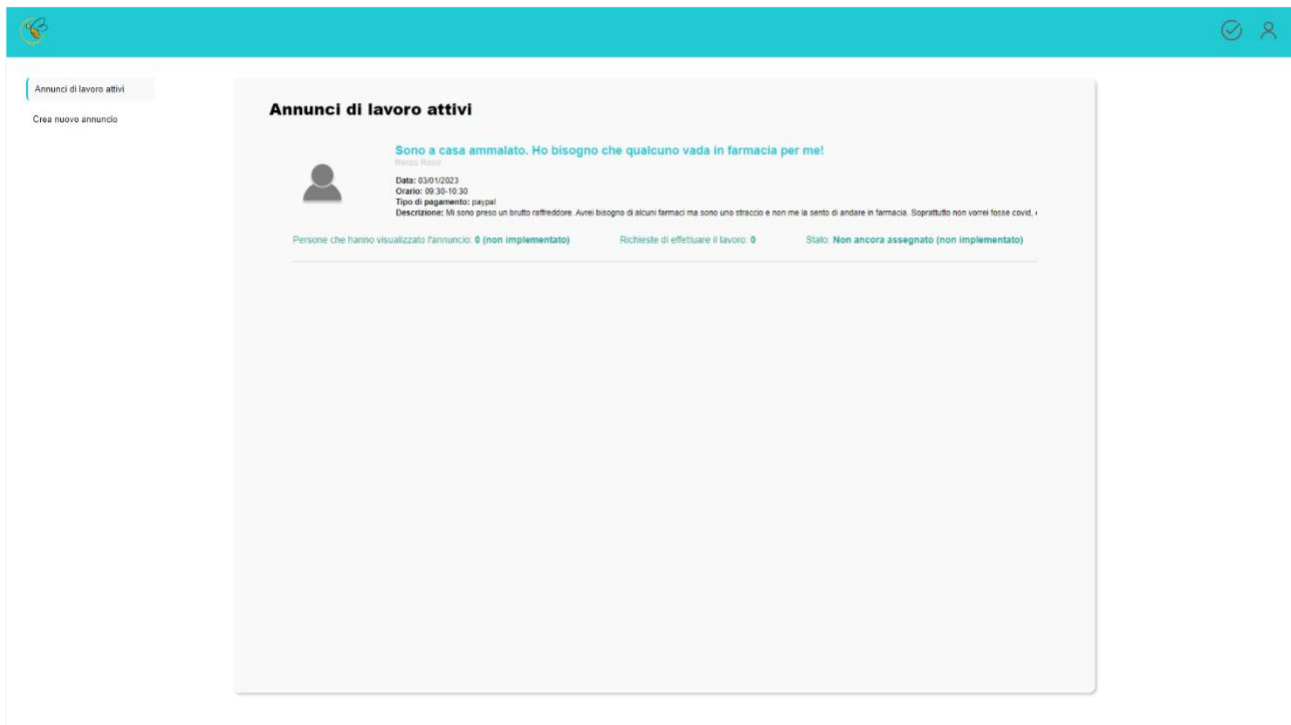 Annunci di lavoro attivi
Crea nuovo annuncio
Annunci di lavoro attivi
Sono a casa ammalato. Ho bisogno che qualcuno vada in farmacia per me!
Renzo Rossi
Data: 03/01/2023
Orario: 09:30-10:30
Tipo di pagamento: paypal
Descrizione: Mi sono preso un brutto raffreddore. Avrei bisogno di alcuni farmaci ma sono uno straccio e non me la sento di andare in farmacia. Soprattutto non vorrei fosse covid,
Persone che hanno visualizzato l'annuncio: 0 (non implementato) Richieste di effettuare il lavoro: 0 Stato: Non ancora assegnato (non implementato)